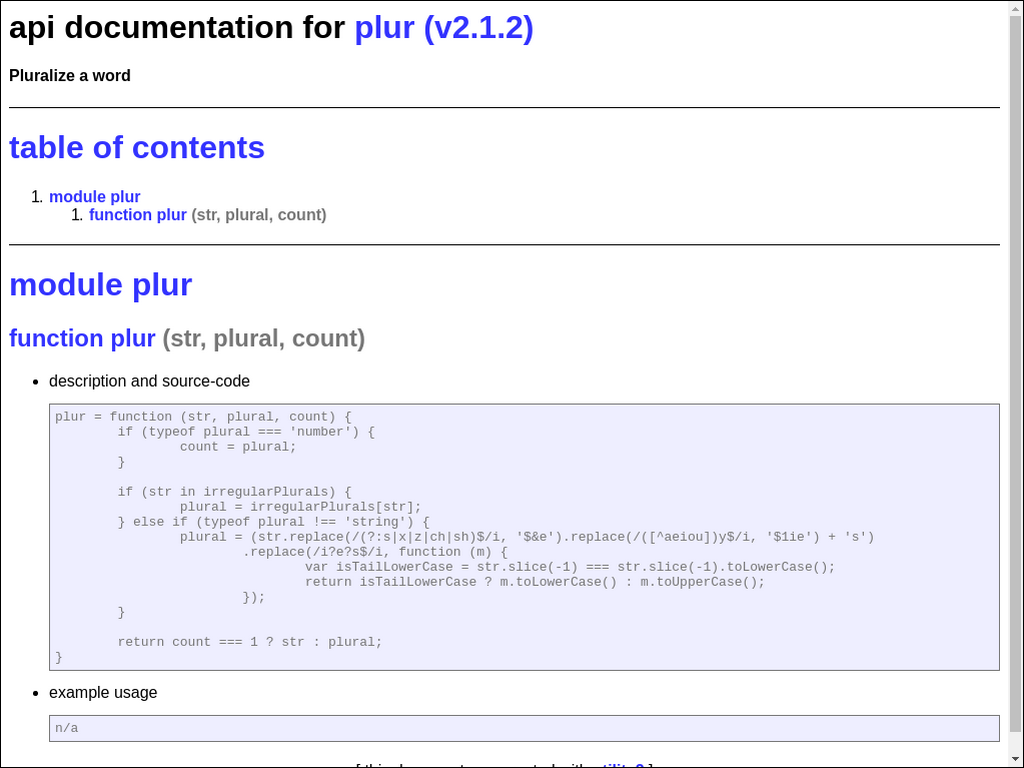 api documentation for plur (v2.1.2)
Pluralize a word
table of contents
1. module plur
1. function plur (str, plural, count)
module plur
function plur (str, plural, count)
• description and source-code
plur = function (str, plural, count) {
if (typeof plural === 'number') {
count = plural;
}
if (str in irregularPlurals) {
plural = irregularPlurals[str];
} else if (typeof plural !== 'string') {
plural = (str.replace(/(?:s|x|z|ch|sh)$/i, '$&e').replace(/([^aeiou])y$/i, '$1ie') + 's')
.replace(/i?e?s$/i, function (m) {
var isTailLowerCase = str.slice(-1) === str.slice(-1).toLowerCase();
return isTailLowerCase ? m.toLowerCase() : m.toUpperCase();
});
}
return count === 1 ? str : plural;
}
• example usage
n/a